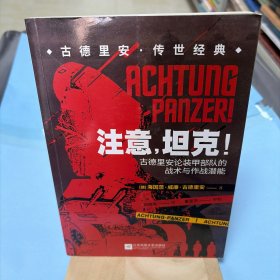 古德里安·传世经典
ACHTUNG
PANZER!
注意，坦克！
古德里安论装甲部队的
战术与作战潜能
[德] 海因茨·威廉·古德里安
ACHTUNG-PANZER
ACHTUNG